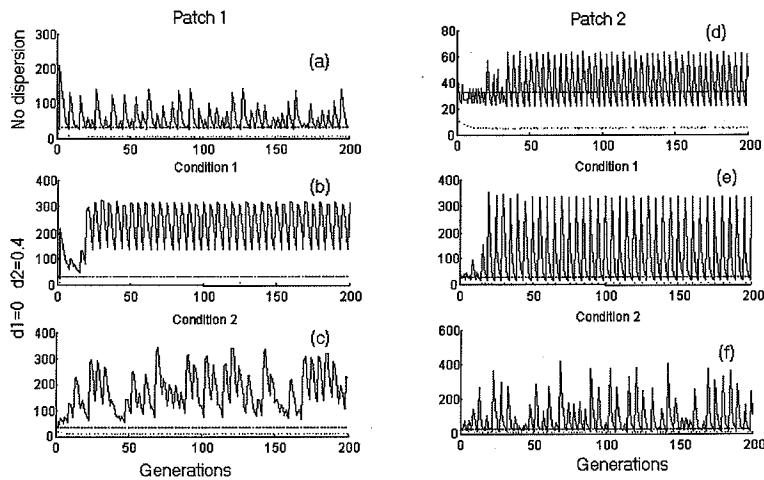 Patch 1
Patch 2
No dispersion
300
200
100
0
(a)
0 50 100 150 200
Condition 1
80
60
40
20
0
(d)
0 50 100 150 200
Condition 1
d1=0 d2=0.4
400
300
200
100
0
(b)
0 50 100 150 200
Condition 2
400
300
200
100
0
(e)
0 50 100 150 200
Condition 2
400
300
200
100
0
(c)
0 50 100 150 200
Generations
600
400
200
0
(f)
0 50 100 150 200
Generations